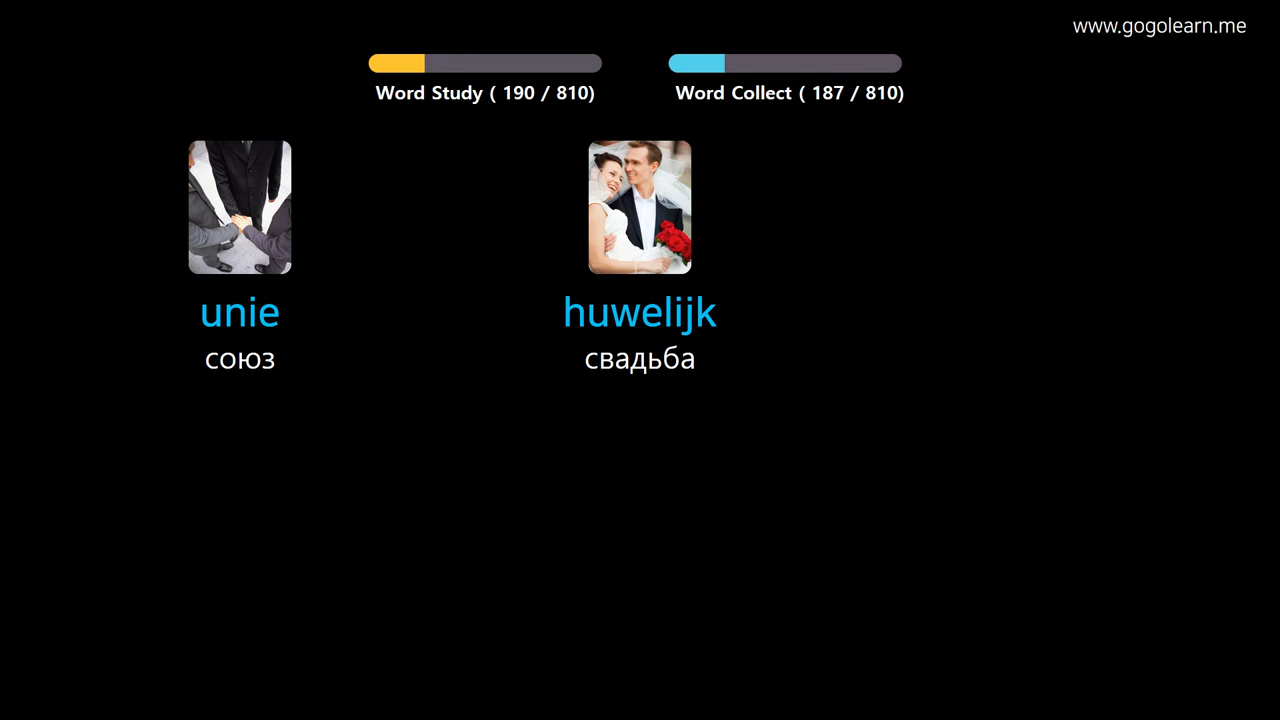 www.gogolearn.me
Word Study ( 190 / 810)
Word Collect ( 187 / 810)
unie
союз
huwelijk
свадьба